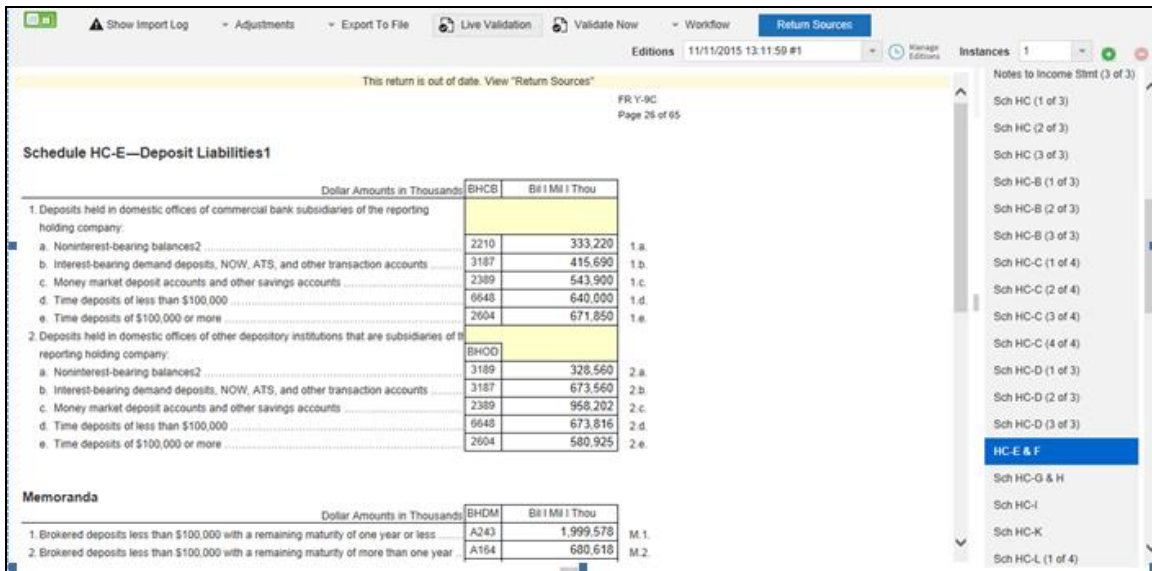 Show Import Log Adjustments Export To File Live Validation Validate Now Workflow Return Sources
Editions 11/11/2015 13:11:59 #1 Manage Editions Instances 1
This return is out of date. View "Return Sources"
FR Y-9C
Page 26 of 65
Schedule HC-E—Deposit Liabilities1
Dollar Amounts in Thousands BHCB Bil I Mil I Thou
1. Deposits held in domestic offices of commercial bank subsidiaries of the reporting
holding company:
a. Noninterest-bearing balances2 2210 333,220 1.a.
b. Interest-bearing demand deposits, NOW, ATS, and other transaction accounts 3187 415,690 1.b.
c. Money market deposit accounts and other savings accounts 2389 543,900 1.c.
d. Time deposits of less than $100,000 6648 640,000 1.d.
e. Time deposits of $100,000 or more 2604 671,850 1.e.
2. Deposits held in domestic offices of other depository institutions that are subsidiaries of
reporting holding company: BHOD
a. Noninterest-bearing balances2 3189 328,560 2.a.
b. Interest-bearing demand deposits, NOW, ATS, and other transaction accounts 3187 673,560 2.b.
c. Money market deposit accounts and other savings accounts 2389 958,202 2.c.
d. Time deposits of less than $100,000 6648 673,816 2.d.
e. Time deposits of $100,000 or more 2604 580,925 2.e.
Memoranda
Dollar Amounts in Thousands BHDM Bil I Mil I Thou
1. Brokered deposits less than $100,000 with a remaining maturity of one year or less A243 1,999,578 M.1.
2. Brokered deposits less than $100,000 with a remaining maturity of more than one year A164 680,618 M.2.
Notes to Income Stmt (3 of 3)
Sch HC (1 of 3)
Sch HC (2 of 3)
Sch HC (3 of 3)
Sch HC-B (1 of 3)
Sch HC-B (2 of 3)
Sch HC-B (3 of 3)
Sch HC-C (1 of 4)
Sch HC-C (2 of 4)
Sch HC-C (3 of 4)
Sch HC-C (4 of 4)
Sch HC-D (1 of 3)
Sch HC-D (2 of 3)
Sch HC-D (3 of 3)
HC-E & F
Sch HC-G & H
Sch HC-I
Sch HC-K
Sch HC-L (1 of 4)